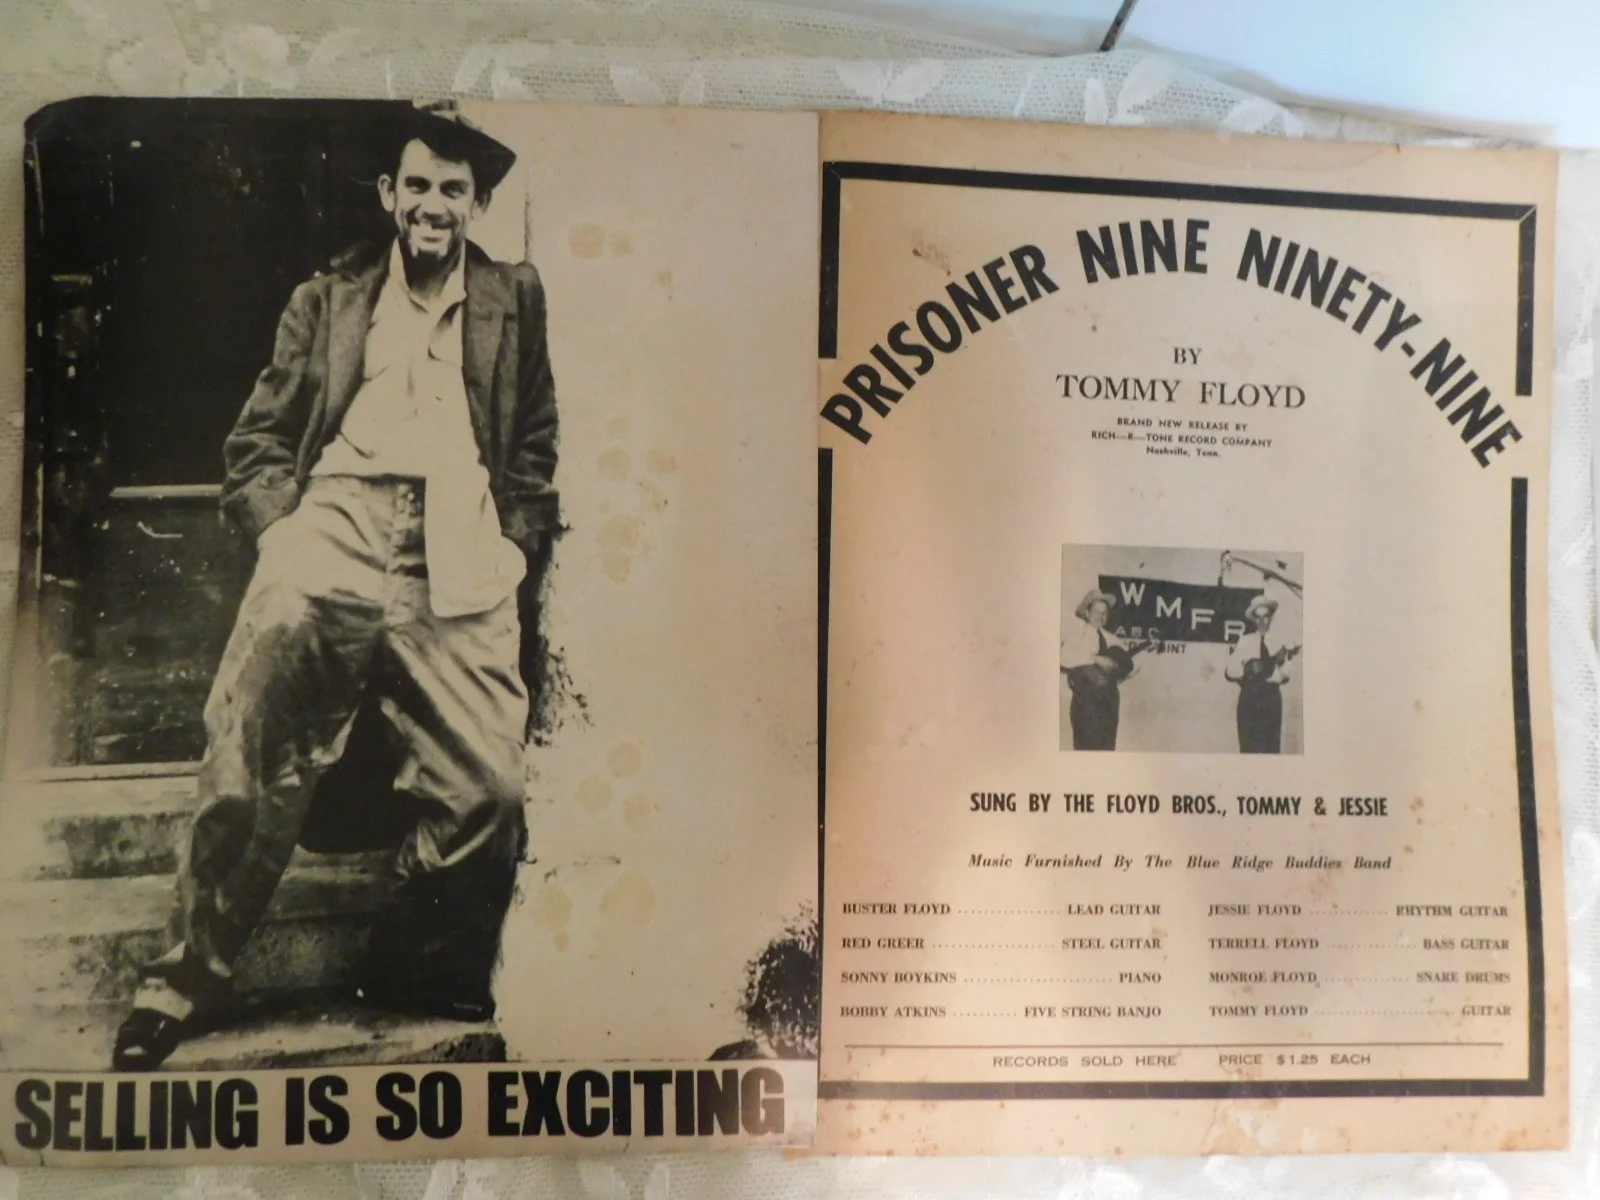 SELLING IS SO EXCITING
PRISONER NINE NINETY-NINE
BY
TOMMY FLOYD
BRAND NEW RELEASE BY
RICH—R—TONE RECORD COMPANY
Nashville, Tenn.
WMFR
ABC
INT
SUNG BY THE FLOYD BROS., TOMMY & JESSIE
Music Furnished By The Blue Ridge Buddies Band
BUSTER FLOYD ................ LEAD GUITAR
JESSIE FLOYD ............. RHYTHM GUITAR
RED GREER .................... STEEL GUITAR
TERRELL FLOYD ............... BASS GUITAR
SONNY BOYKINS ......................... PIANO
MONROE FLOYD ............... SNARE DRUMS
BOBBY ATKINS .......... FIVE STRING BANJO
TOMMY FLOYD ........................ GUITAR
RECORDS SOLD HERE PRICE $1.25 EACH